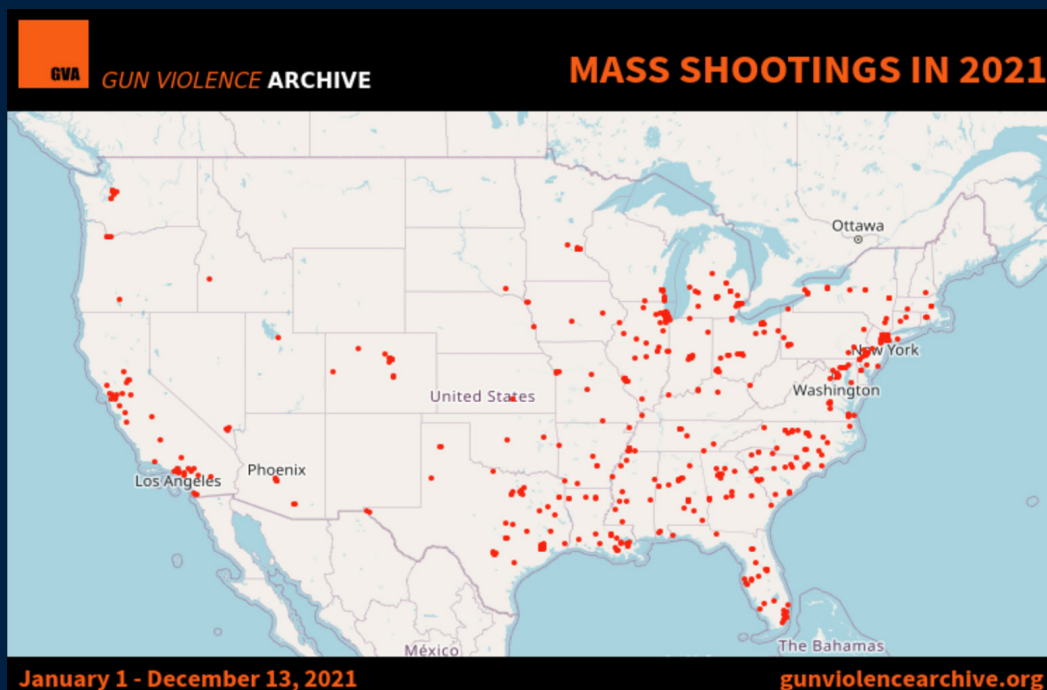 GVA
GUN VIOLENCE ARCHIVE
MASS SHOOTINGS IN 2021
Ottawa
New York
United States
Washington
Phoenix
Los Angeles
México
The Bahamas
January 1 - December 13, 2021
gunviolencearchive.org